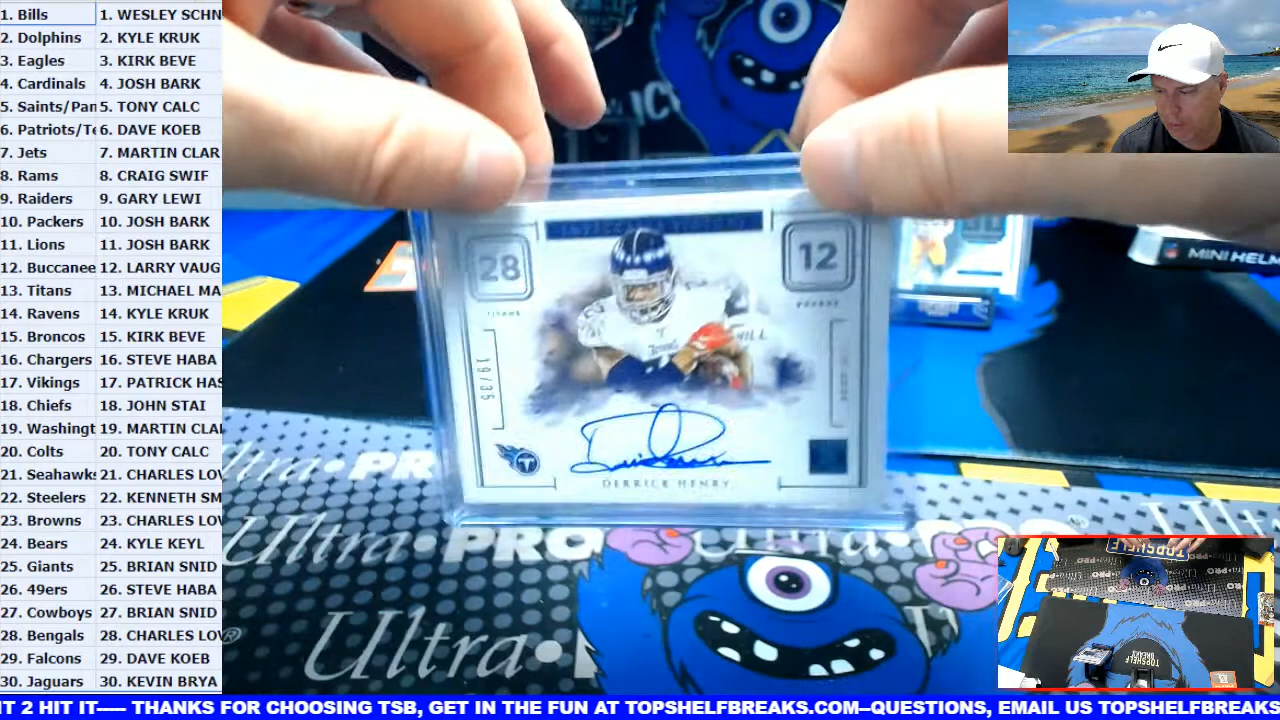 1. Bills 1. WESLEY SCHN
2. Dolphins 2. KYLE KRUK
3. Eagles 3. KIRK BEVE
4. Cardinals 4. JOSH BARK
5. Saints/Pan 5. TONY CALC
6. Patriots/Te 6. DAVE KOEB
7. Jets 7. MARTIN CLAR
8. Rams 8. CRAIG SWIF
9. Raiders 9. GARY LEWI
10. Packers 10. JOSH BARK
11. Lions 11. JOSH BARK
12. Buccanee 12. LARRY VAUG
13. Titans 13. MICHAEL MA
14. Ravens 14. KYLE KRUK
15. Broncos 15. KIRK BEVE
16. Chargers 16. STEVE HABA
17. Vikings 17. PATRICK HAS
18. Chiefs 18. JOHN STAI
19. Washingt 19. MARTIN CLAR
20. Colts 20. TONY CALC
21. Seahawks 21. CHARLES LOV
22. Steelers 22. KENNETH SM
23. Browns 23. CHARLES LOV
24. Bears 24. KYLE KEYL
25. Giants 25. BRIAN SNID
26. 49ers 26. STEVE HABA
27. Cowboys 27. BRIAN SNID
28. Bengals 28. CHARLES LOV
29. Falcons 29. DAVE KOEB
30. Jaguars 30. KEVIN BRYA
28 12
TITANS
19/35
DERRICK HENRY
MINI HELM
Ultra•PRO
Ultra•
TOPSHELF
TOPSHELF BREAKS
IT 2 HIT IT----- THANKS FOR CHOOSING TSB, GET IN THE FUN AT TOPSHELFBREAKS.COM--QUESTIONS, EMAIL US TOPSHELFBREAKS